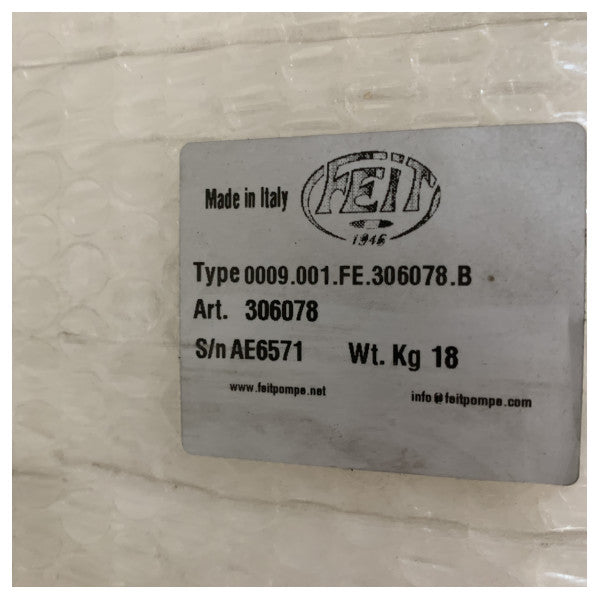 Made in Italy
FEIT
1946
Type 0009.001.FE.306078.B
Art. 306078
S/n AE6571 Wt. Kg 18
www.feitpompe.net
info@feitpompe.com